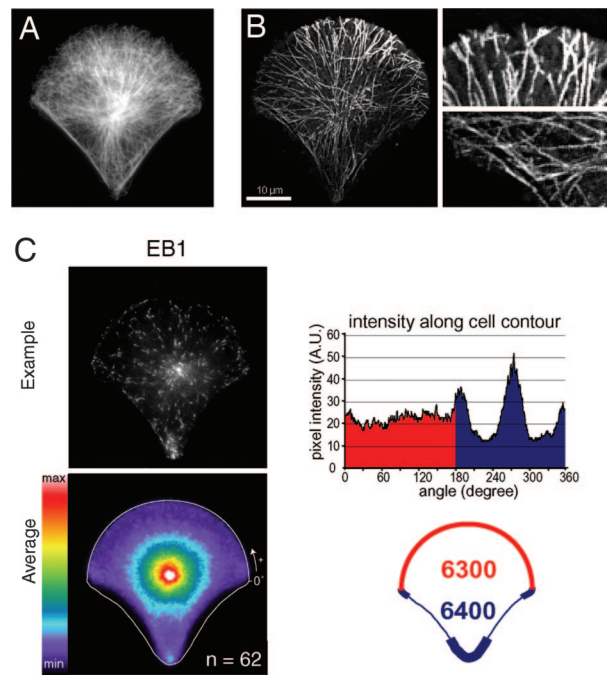 A
B
10 µm
C
EB1
Example
intensity along cell contour
pixel intensity (A.U.)
60
50
40
30
20
10
0
0 60 120 180 240 300 360
angle (degree)
Average
max
min
+
0°
n = 62
6300
6400